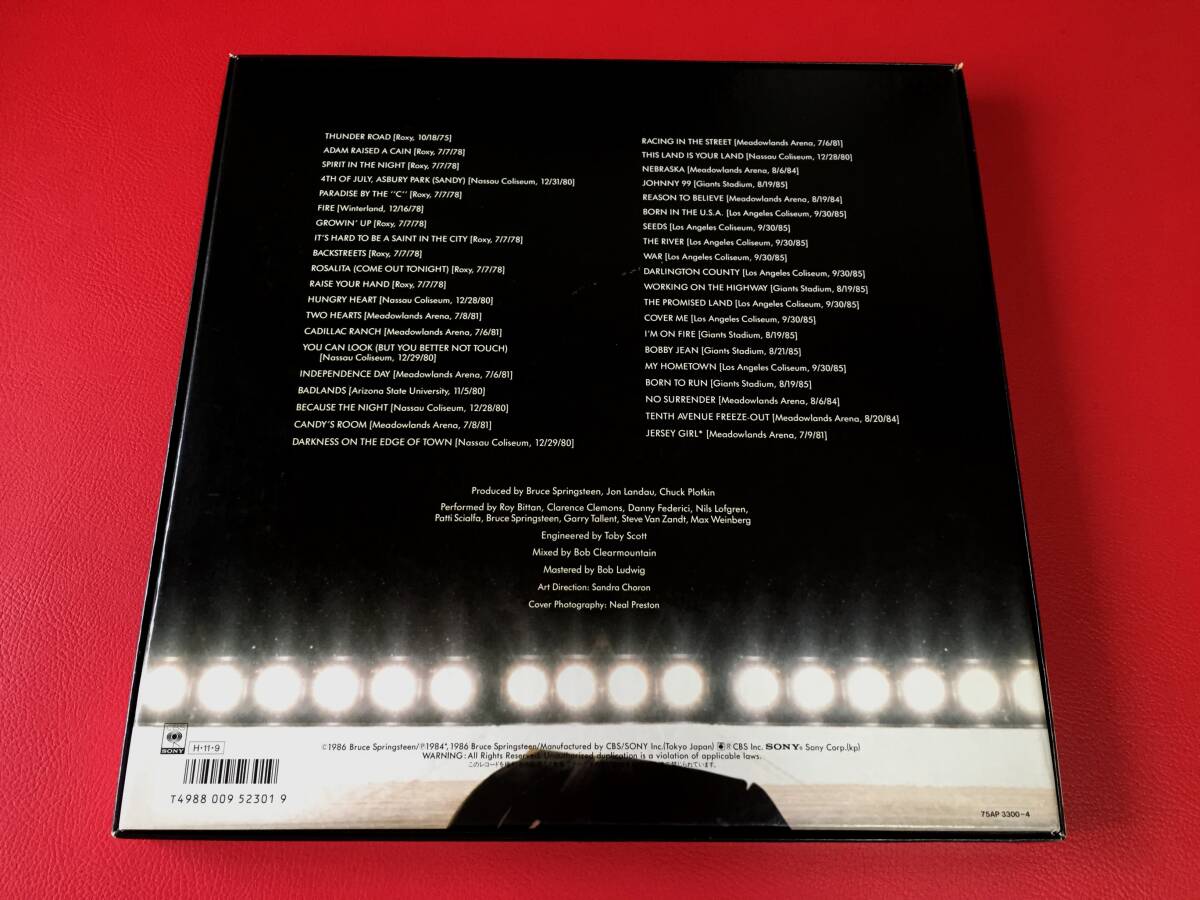 THUNDER ROAD [Roxy, 10/18/75]
ADAM RAISED A CAIN [Roxy, 7/7/78]
SPIRIT IN THE NIGHT [Roxy, 7/7/78]
4TH OF JULY, ASBURY PARK (SANDY) [Nassau Coliseum, 12/31/80]
PARADISE BY THE "C" [Roxy, 7/7/78]
FIRE [Winterland, 12/16/78]
GROWIN' UP [Roxy, 7/7/78]
IT'S HARD TO BE A SAINT IN THE CITY [Roxy, 7/7/78]
BACKSTREETS [Roxy, 7/7/78]
ROSALITA (COME OUT TONIGHT) [Roxy, 7/7/78]
RAISE YOUR HAND [Roxy, 7/7/78]
HUNGRY HEART [Nassau Coliseum, 12/28/80]
TWO HEARTS [Meadowlands Arena, 7/8/81]
CADILLAC RANCH [Meadowlands Arena, 7/6/81]
YOU CAN LOOK (BUT YOU BETTER NOT TOUCH)
[Nassau Coliseum, 12/29/80]
INDEPENDENCE DAY [Meadowlands Arena, 7/6/81]
BADLANDS [Arizona State University, 11/5/80]
BECAUSE THE NIGHT [Nassau Coliseum, 12/28/80]
CANDY'S ROOM [Meadowlands Arena, 7/8/81]
DARKNESS ON THE EDGE OF TOWN [Nassau Coliseum, 12/29/80]
RACING IN THE STREET [Meadowlands Arena, 7/6/81]
THIS LAND IS YOUR LAND [Nassau Coliseum, 12/28/80]
NEBRASKA [Meadowlands Arena, 8/6/84]
JOHNNY 99 [Giants Stadium, 8/19/85]
REASON TO BELIEVE [Meadowlands Arena, 8/19/84]
BORN IN THE U.S.A. [Los Angeles Coliseum, 9/30/85]
SEEDS [Los Angeles Coliseum, 9/30/85]
THE RIVER [Los Angeles Coliseum, 9/30/85]
WAR [Los Angeles Coliseum, 9/30/85]
DARLINGTON COUNTY [Los Angeles Coliseum, 9/30/85]
WORKING ON THE HIGHWAY [Giants Stadium, 8/19/85]
THE PROMISED LAND [Los Angeles Coliseum, 9/30/85]
COVER ME [Los Angeles Coliseum, 9/30/85]
I'M ON FIRE [Giants Stadium, 8/19/85]
BOBBY JEAN [Giants Stadium, 8/21/85]
MY HOMETOWN [Los Angeles Coliseum, 9/30/85]
BORN TO RUN [Giants Stadium, 8/19/85]
NO SURRENDER [Meadowlands Arena, 8/6/84]
TENTH AVENUE FREEZE-OUT [Meadowlands Arena, 8/20/84]
JERSEY GIRL* [Meadowlands Arena, 7/9/81]
Produced by Bruce Springsteen, Jon Landau, Chuck Plotkin
Performed by Roy Bittan, Clarence Clemons, Danny Federici, Nils Lofgren,
Patti Scialfa, Bruce Springsteen, Garry Tallent, Steve Van Zandt, Max Weinberg
Engineered by Toby Scott
Mixed by Bob Clearmountain
Mastered by Bob Ludwig
Art Direction: Sandra Choron
Cover Photography: Neal Preston
SONY
H·11·9
©1986 Bruce Springsteen/℗1984*, 1986 Bruce Springsteen/Manufactured by CBS/SONY Inc.(Tokyo Japan) ® CBS Inc. SONY® Sony Corp.(kp)
WARNING: All Rights Reserved. Unauthorized duplication is a violation of applicable laws.
T4988 009 52301 9
75AP 3300-4